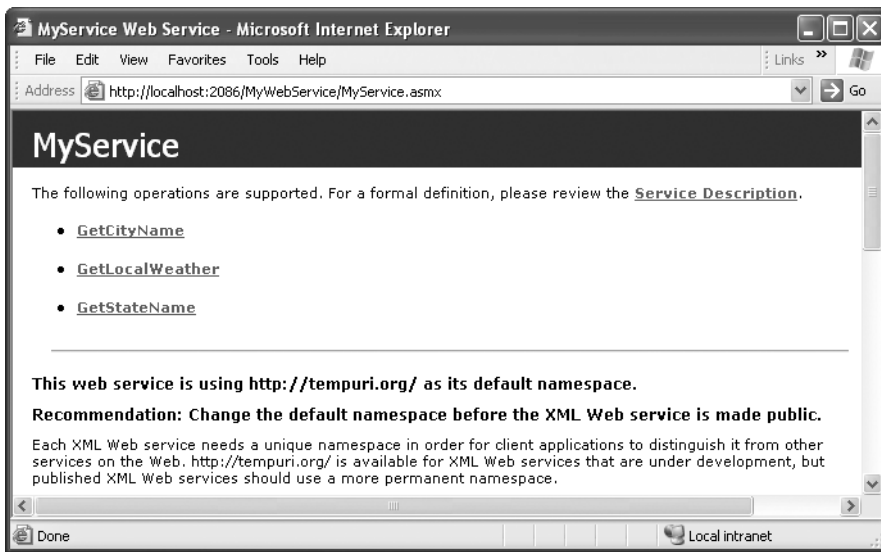 MyService Web Service - Microsoft Internet Explorer
File Edit View Favorites Tools Help Links »
Address http://localhost:2086/MyWebService/MyService.asmx Go
MyService
The following operations are supported. For a formal definition, please review the Service Description.
• GetCityName
• GetLocalWeather
• GetStateName
This web service is using http://tempuri.org/ as its default namespace.
Recommendation: Change the default namespace before the XML Web service is made public.
Each XML Web service needs a unique namespace in order for client applications to distinguish it from other
services on the Web. http://tempuri.org/ is available for XML Web services that are under development, but
published XML Web services should use a more permanent namespace.
Done Local intranet